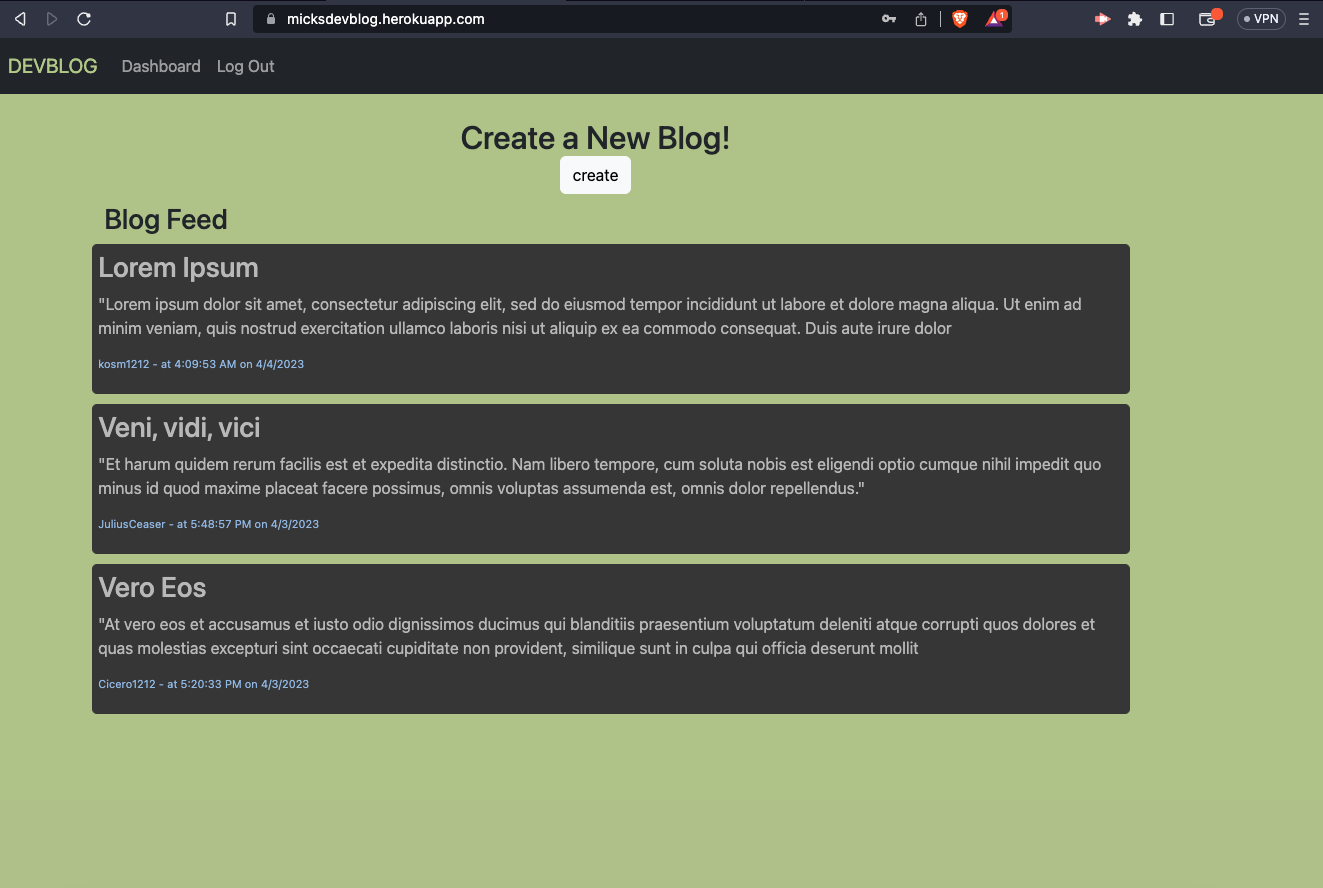 micksdevblog.herokuapp.com
1
VPN
DEVBLOG Dashboard Log Out
Create a New Blog!
create
Blog Feed
Lorem Ipsum
"Lorem ipsum dolor sit amet, consectetur adipiscing elit, sed do eiusmod tempor incididunt ut labore et dolore magna aliqua. Ut enim ad
minim veniam, quis nostrud exercitation ullamco laboris nisi ut aliquip ex ea commodo consequat. Duis aute irure dolor
kosm1212 - at 4:09:53 AM on 4/4/2023
Veni, vidi, vici
"Et harum quidem rerum facilis est et expedita distinctio. Nam libero tempore, cum soluta nobis est eligendi optio cumque nihil impedit quo
minus id quod maxime placeat facere possimus, omnis voluptas assumenda est, omnis dolor repellendus."
JuliusCeaser - at 5:48:57 PM on 4/3/2023
Vero Eos
"At vero eos et accusamus et iusto odio dignissimos ducimus qui blanditiis praesentium voluptatum deleniti atque corrupti quos dolores et
quas molestias excepturi sint occaecati cupiditate non provident, similique sunt in culpa qui officia deserunt mollit
Cicero1212 - at 5:20:33 PM on 4/3/2023